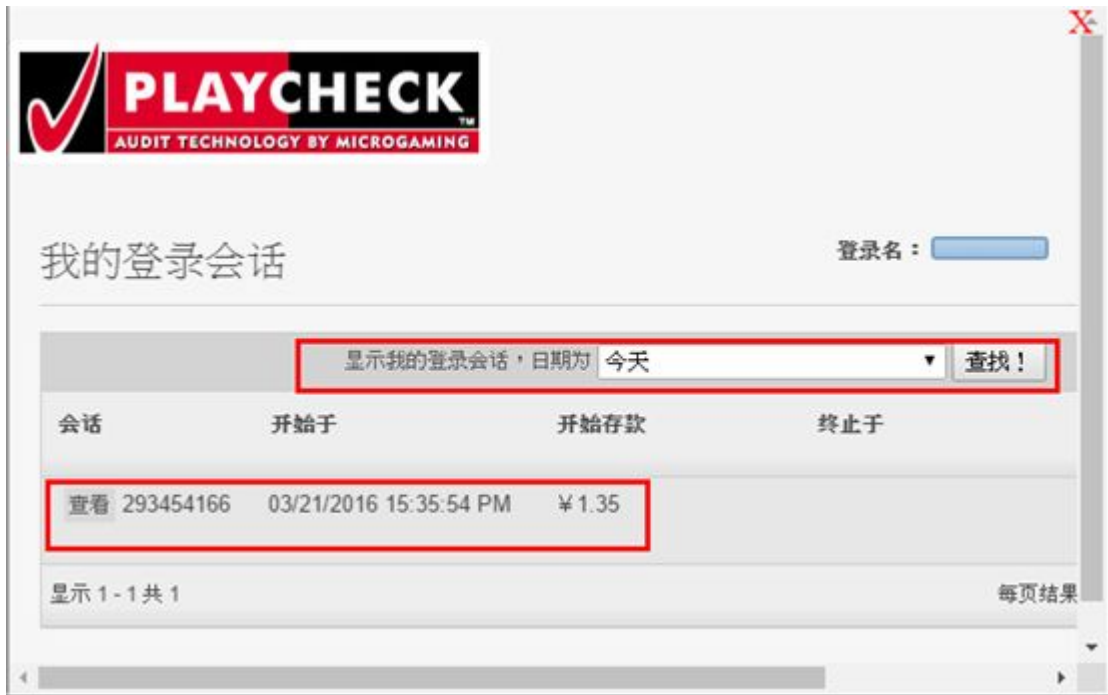 X
PLAYCHECK™
AUDIT TECHNOLOGY BY MICROGAMING
我的登录会话
登录名：
显示我的登录会话，日期为 今天 查找！
会话 开始于 开始存款 终止于
查看 293454166 03/21/2016 15:35:54 PM ￥1.35
显示 1 - 1 共 1 每页结果